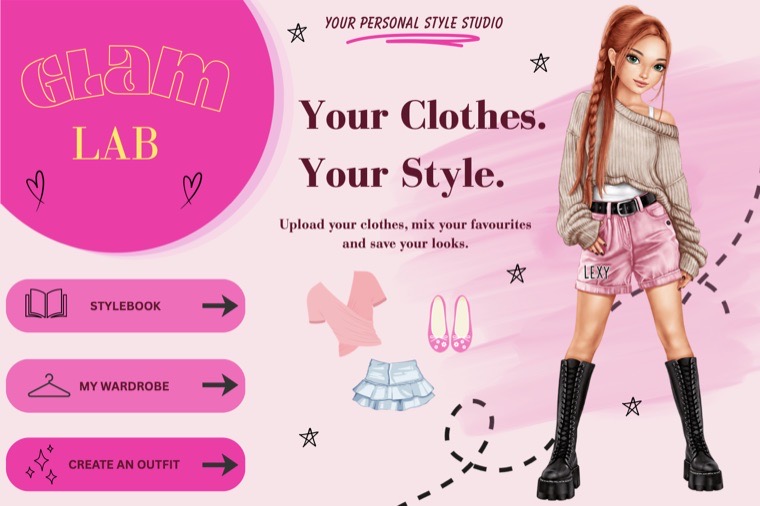 GLam
LAB
YOUR PERSONAL STYLE STUDIO
Your Clothes.
Your Style.
Upload your clothes, mix your favourites
and save your looks.
STYLEBOOK
MY WARDROBE
CREATE AN OUTFIT
LEXY